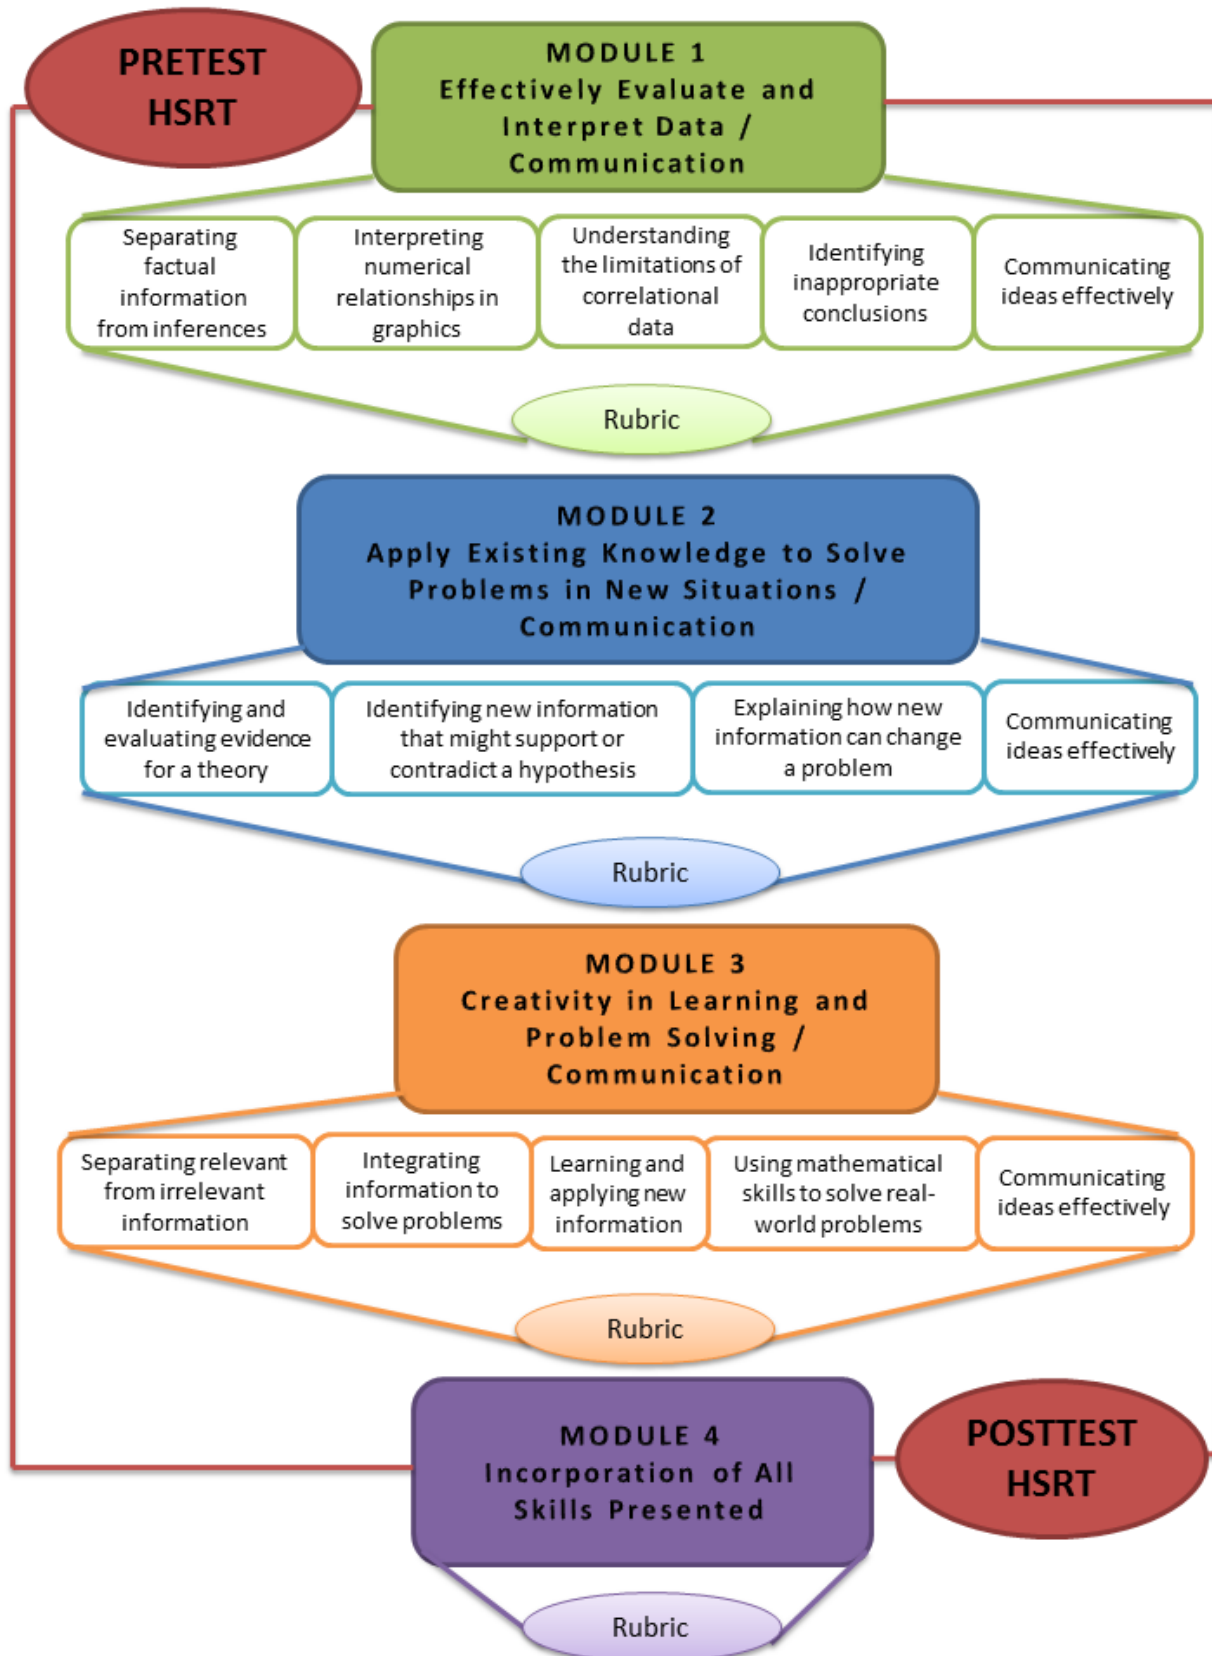 PRETEST
HSRT
MODULE 1
Effectively Evaluate and
Interpret Data /
Communication
Separating
factual
information
from inferences
Interpreting
numerical
relationships in
graphics
Understanding
the limitations of
correlational
data
Identifying
inappropriate
conclusions
Communicating
ideas effectively
Rubric
MODULE 2
Apply Existing Knowledge to Solve
Problems in New Situations /
Communication
Identifying and
evaluating evidence
for a theory
Identifying new information
that might support or
contradict a hypothesis
Explaining how new
information can change
a problem
Communicating
ideas effectively
Rubric
MODULE 3
Creativity in Learning and
Problem Solving /
Communication
Separating relevant
from irrelevant
information
Integrating
information to
solve problems
Learning and
applying new
information
Using mathematical
skills to solve real-
world problems
Communicating
ideas effectively
Rubric
MODULE 4
Incorporation of All
Skills Presented
POSTTEST
HSRT
Rubric